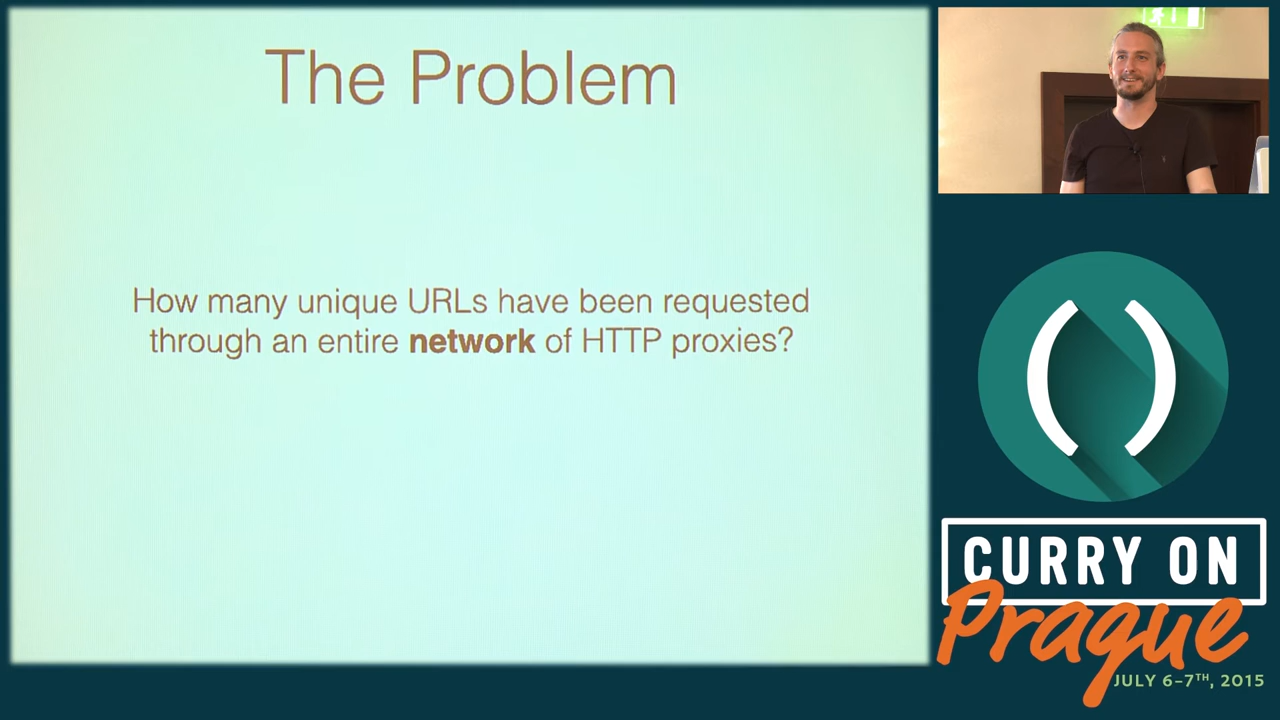 The Problem
How many unique URLs have been requested
through an entire network of HTTP proxies?
( )
CURRY ON
Prague
JULY 6-7TH, 2015